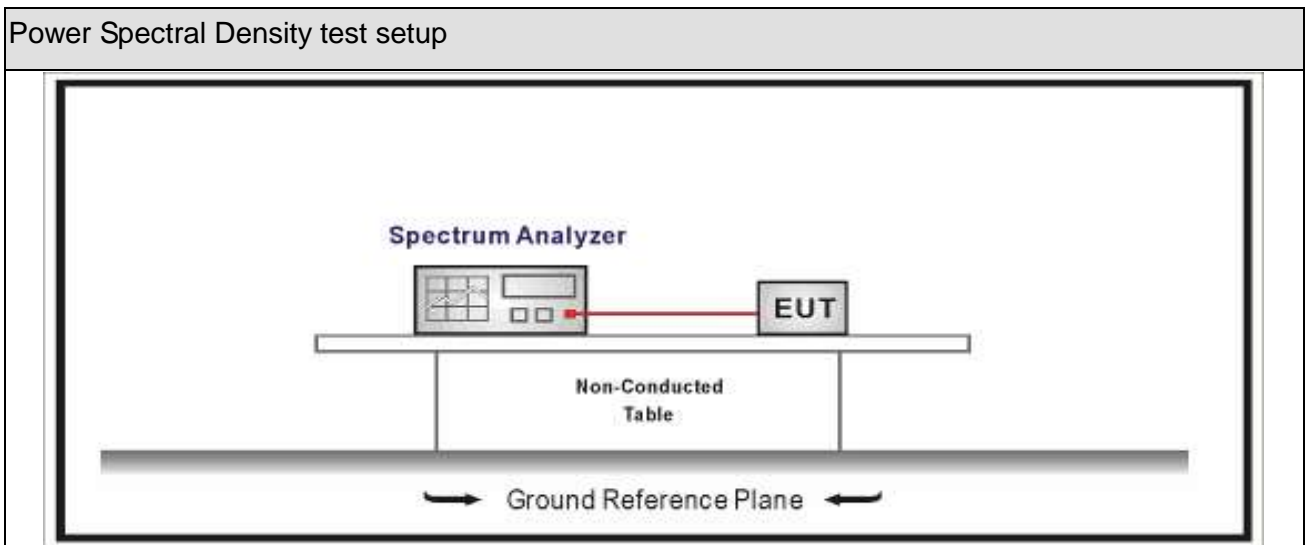 Power Spectral Density test setup
Spectrum Analyzer
EUT
Non-Conducted
Table
Ground Reference Plane